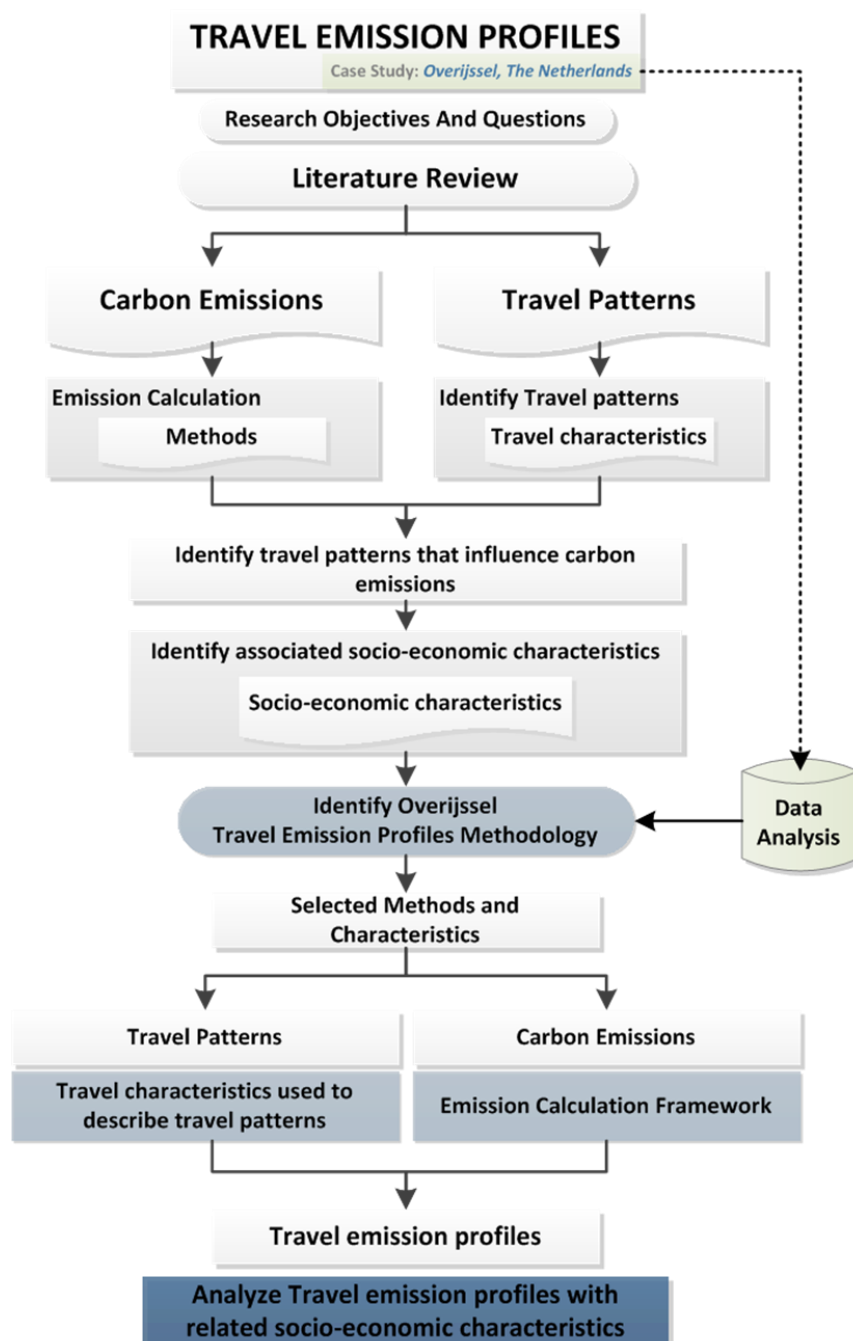 TRAVEL EMISSION PROFILES
Case Study: Overijssel, The Netherlands
Research Objectives And Questions
Literature Review
Carbon Emissions
Travel Patterns
Emission Calculation
Methods
Identify Travel patterns
Travel characteristics
Identify travel patterns that influence carbon
emissions
Identify associated socio-economic characteristics
Socio-economic characteristics
Identify Overijssel
Travel Emission Profiles Methodology
Data
Analysis
Selected Methods and
Characteristics
Travel Patterns
Travel characteristics used to
describe travel patterns
Carbon Emissions
Emission Calculation Framework
Travel emission profiles
Analyze Travel emission profiles with
related socio-economic characteristics